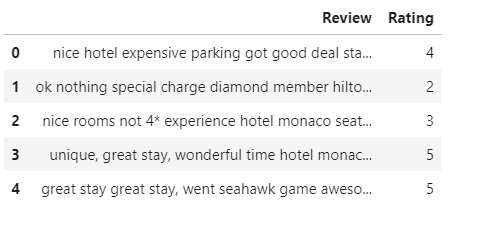 Review Rating
0 nice hotel expensive parking got good deal sta... 4
1 ok nothing special charge diamond member hilto... 2
2 nice rooms not 4* experience hotel monaco seat... 3
3 unique, great stay, wonderful time hotel monac... 5
4 great stay great stay, went seahawk game aweso... 5